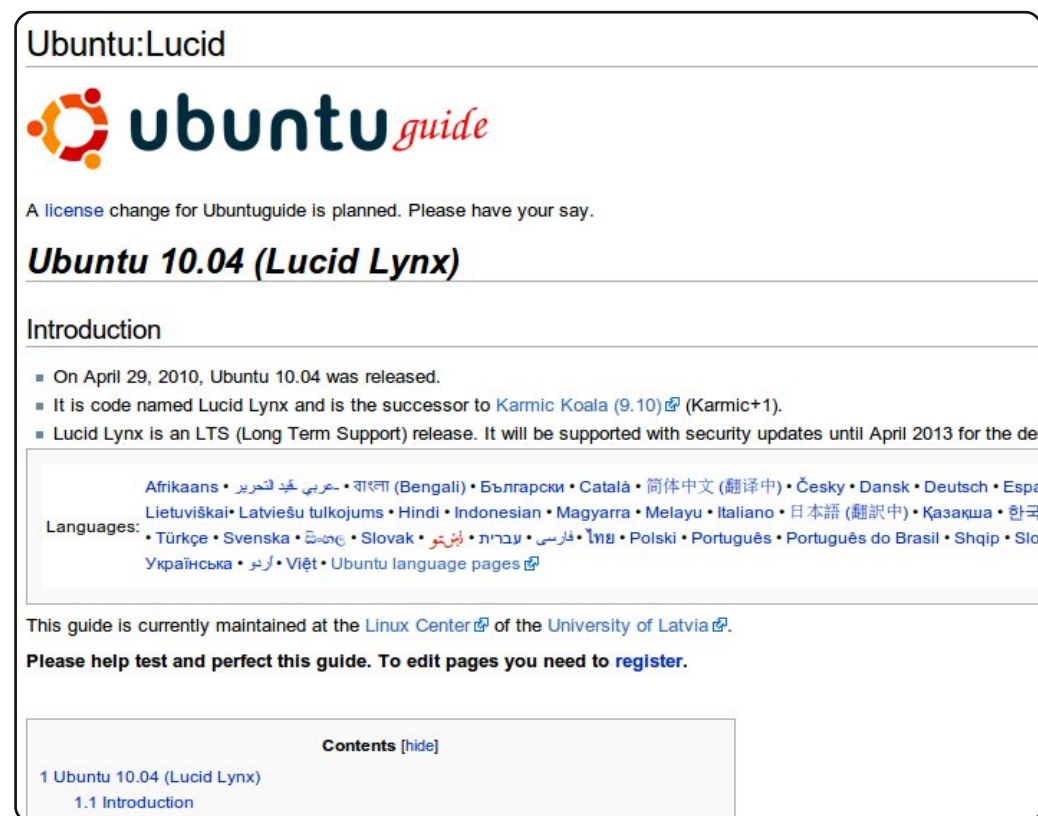 Ubuntu:Lucid
ubuntu guide
A license change for Ubuntuguide is planned. Please have your say.
Ubuntu 10.04 (Lucid Lynx)
Introduction
On April 29, 2010, Ubuntu 10.04 was released.
It is code named Lucid Lynx and is the successor to Karmic Koala (9.10) (Karmic+1).
Lucid Lynx is an LTS (Long Term Support) release. It will be supported with security updates until April 2013 for the
Afrikaans • عربي قيد التحرير- • বাংলা (Bengali) • Български • Català • 简体中文 (翻译中) • Česky • Dansk • Deutsch •
Languages: Lietuviškai• Latviešu tulkojums • Hindi • Indonesian • Magyarra • Melayu • Italiano • 日本語 (翻訳中) • Қазақша •
• Türkçe • Svenska • සිංහල • Slovak • پښتو • עברית • فارسی • ไทย • Polski • Português • Português do Brasil • Shqip •
Українська • اُردو • Việt • Ubuntu language pages
This guide is currently maintained at the Linux Center of the University of Latvia.
Please help test and perfect this guide. To edit pages you need to register.
Contents [hide]
1 Ubuntu 10.04 (Lucid Lynx)
1.1 Introduction